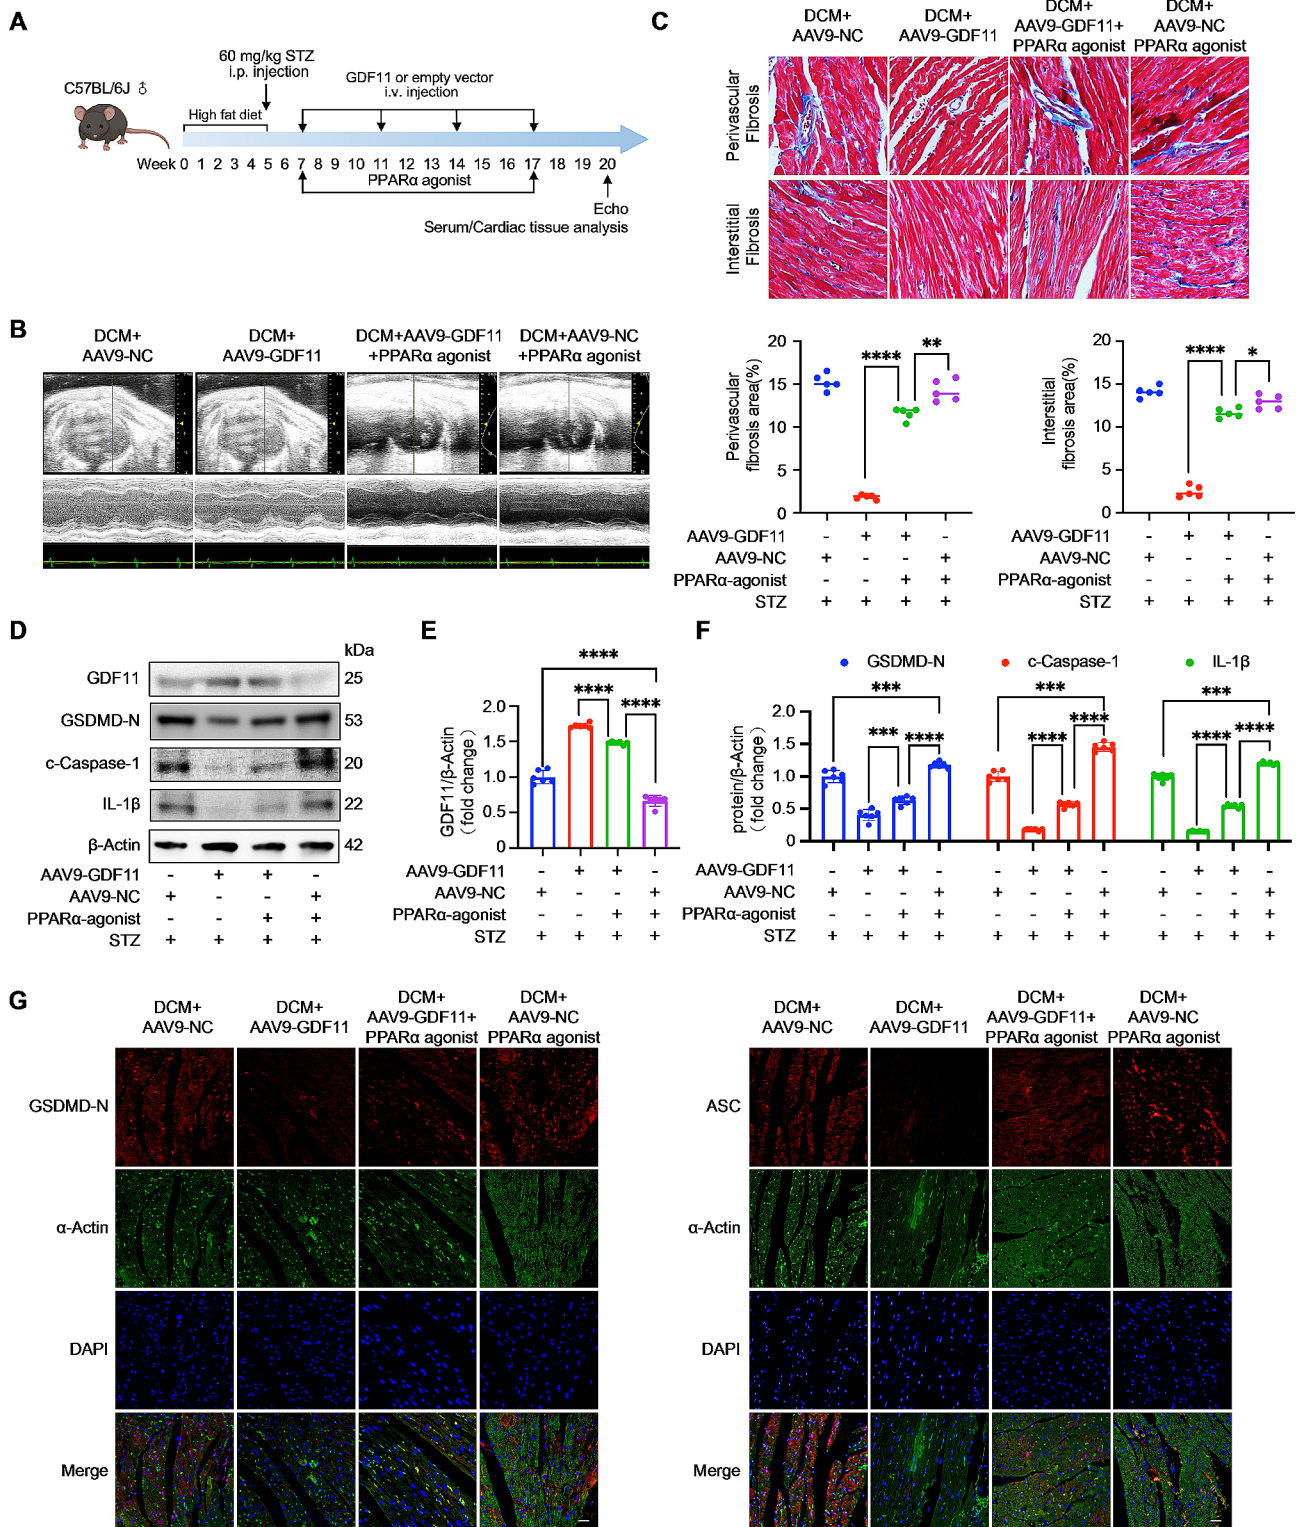 A
C57BL/6J ♂
60 mg/kg STZ
i.p. injection
GDF11 or empty vector
i.v. injection
High fat diet
Week 0 1 2 3 4 5 6 7 8 9 10 11 12 13 14 15 16 17 18 19 20
PPARα agonist
Echo
Serum/Cardiac tissue analysis
B
DCM+
AAV9-NC
DCM+
AAV9-GDF11
DCM+AAV9-GDF11
+PPARα agonist
DCM+AAV9-NC
+PPARα agonist
C
DCM+
AAV9-NC
DCM+
AAV9-GDF11
DCM+
AAV9-GDF11+
PPARα agonist
DCM+
AAV9-NC
PPARα agonist
Perivascular
Fibrosis
Interstitial
Fibrosis
Perivascular
fibrosis area(%)
20
15
10
5
0
**** **
AAV9-GDF11 - + + -
AAV9-NC + - - +
PPARα-agonist - - + +
STZ + + + +
Interstitial
fibrosis area(%)
20
15
10
5
0
**** *
AAV9-GDF11 - + + -
AAV9-NC + - - +
PPARα-agonist - - + +
STZ + + + +
D
kDa
GDF11 25
GSDMD-N 53
c-Caspase-1 20
IL-1β 22
β-Actin 42
AAV9-GDF11 - + + -
AAV9-NC + - - +
PPARα-agonist - - + +
STZ + + + +
E
GDF11/β-Actin
(fold change)
2.0
1.5
1.0
0.5
0
****
**** ****
AAV9-GDF11 - + + -
AAV9-NC + - - +
PPARα-agonist - - + +
STZ + + + +
F
GSDMD-N c-Caspase-1 IL-1β
protein/β-Actin
(fold change)
2.0
1.5
1.0
0.5
0
*** *** ***
*** **** **** **** **** ****
AAV9-GDF11 - + + - - + + - - + + -
AAV9-NC + - - + + - - + + - - +
PPARα-agonist - - + + - - + + - - + +
STZ + + + + + + + + + + + +
G
DCM+
AAV9-NC
DCM+
AAV9-GDF11
DCM+
AAV9-GDF11+
PPARα agonist
DCM+
AAV9-NC
PPARα agonist
GSDMD-N
α-Actin
DAPI
Merge
DCM+
AAV9-NC
DCM+
AAV9-GDF11
DCM+
AAV9-GDF11+
PPARα agonist
DCM+
AAV9-NC
PPARα agonist
ASC
α-Actin
DAPI
Merge